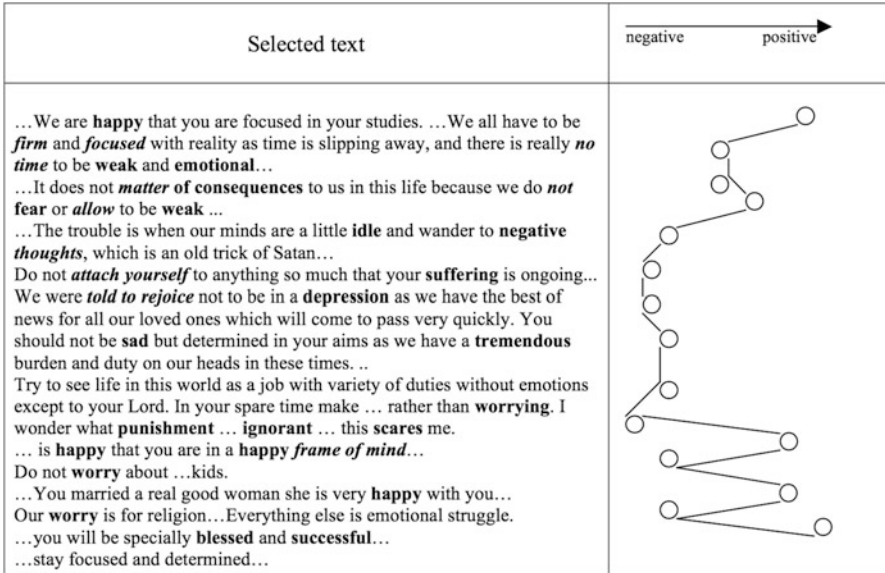 Selected text
negative positive
…We are happy that you are focused in your studies. …We all have to be
firm and focused with reality as time is slipping away, and there is really no
time to be weak and emotional…
…It does not matter of consequences to us in this life because we do not
fear or allow to be weak ...
…The trouble is when our minds are a little idle and wander to negative
thoughts, which is an old trick of Satan…
Do not attach yourself to anything so much that your suffering is ongoing...
We were told to rejoice not to be in a depression as we have the best of
news for all our loved ones which will come to pass very quickly. You
should not be sad but determined in your aims as we have a tremendous
burden and duty on our heads in these times. ..
Try to see life in this world as a job with variety of duties without emotions
except to your Lord. In your spare time make … rather than worrying. I
wonder what punishment … ignorant … this scares me.
… is happy that you are in a happy frame of mind…
Do not worry about …kids.
…You married a real good woman she is very happy with you…
Our worry is for religion…Everything else is emotional struggle.
…you will be specially blessed and successful…
…stay focused and determined…